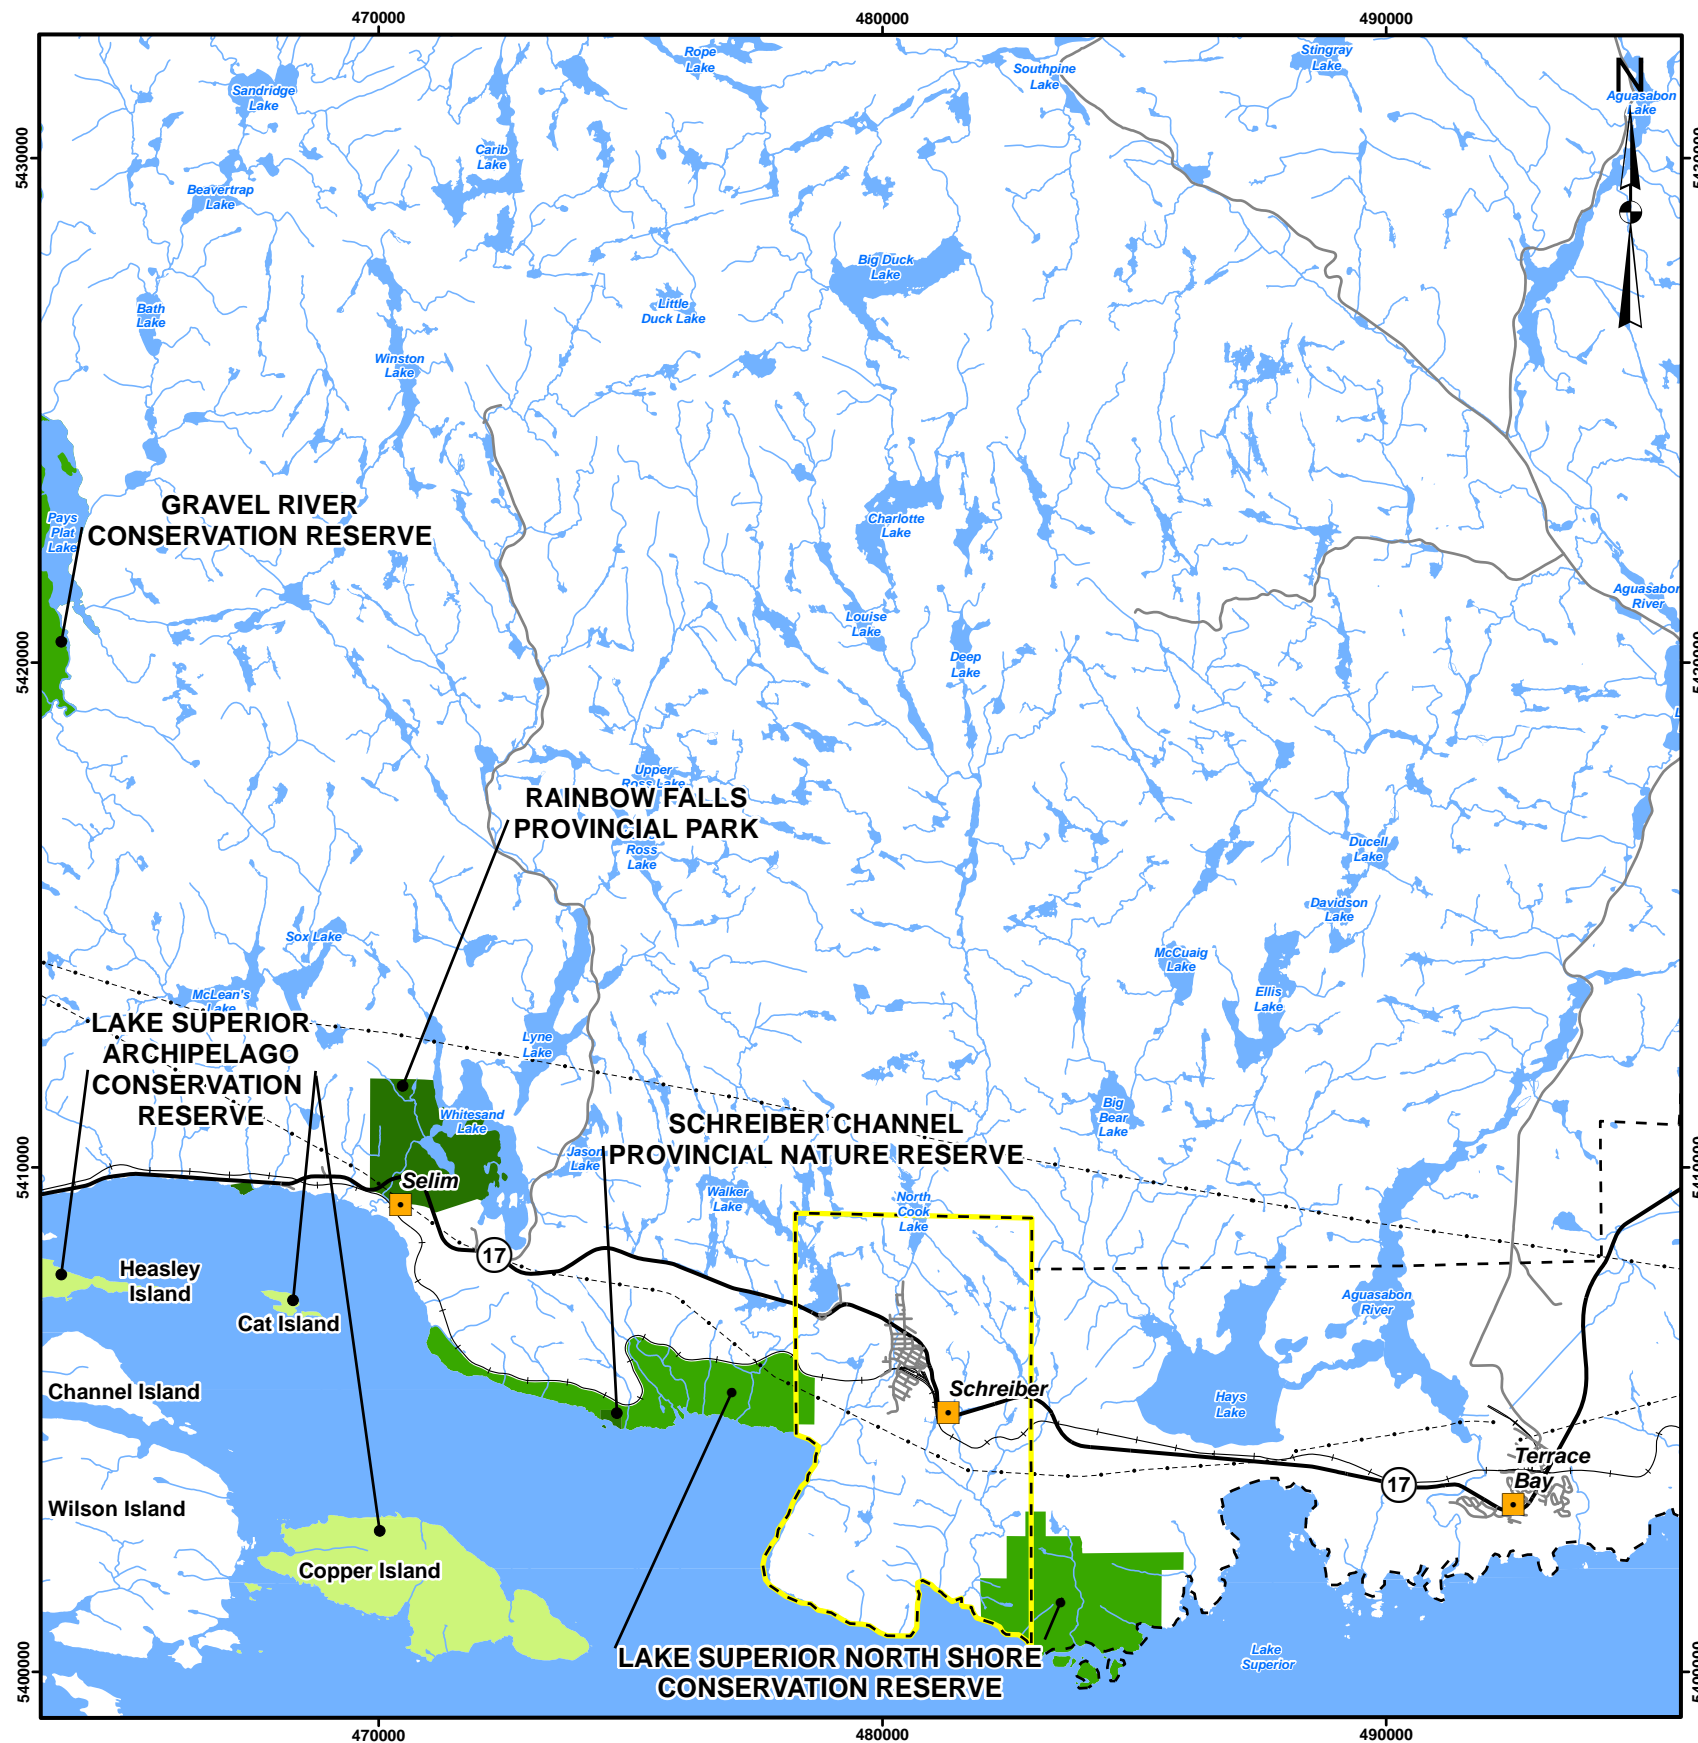 470000
480000
490000
Rope
Lake
Southpine
Lake
Stingray
Lake
N
Aguasabon
Lake
Sandridge
Lake
5430000
Carib
Lake
Beavertrap
Lake
Big Duck
Lake
Bath
Lake
Little
Duck Lake
Winston
Lake
GRAVEL RIVER
CONSERVATION RESERVE
Pays
Plat
Lake
Charlotte
Lake
Aguasabon
River
Louise
Lake
Deep
Lake
5420000
Upper
Ross Lake
RAINBOW FALLS
PROVINCIAL PARK
Ross
Lake
Ducell
Lake
Davidson
Lake
Sox Lake
McCuaig
Lake
McLean's
Lake
Ellis
Lake
LAKE SUPERIOR
ARCHIPELAGO
CONSERVATION
RESERVE
Lyne
Lake
Whitesand
Lake
Big
Bear
Lake
SCHREIBER CHANNEL
PROVINCIAL NATURE RESERVE
Jason
Lake
5410000
Selim
Walker
Lake
North
Cook
Lake
17
Heasley
Island
Cat Island
Aguasabon
River
Channel Island
Schreiber
Hays
Lake
Terrace
Bay
17
Wilson Island
Copper Island
LAKE SUPERIOR NORTH SHORE
CONSERVATION RESERVE
Lake
Superior
5400000
470000
480000
490000